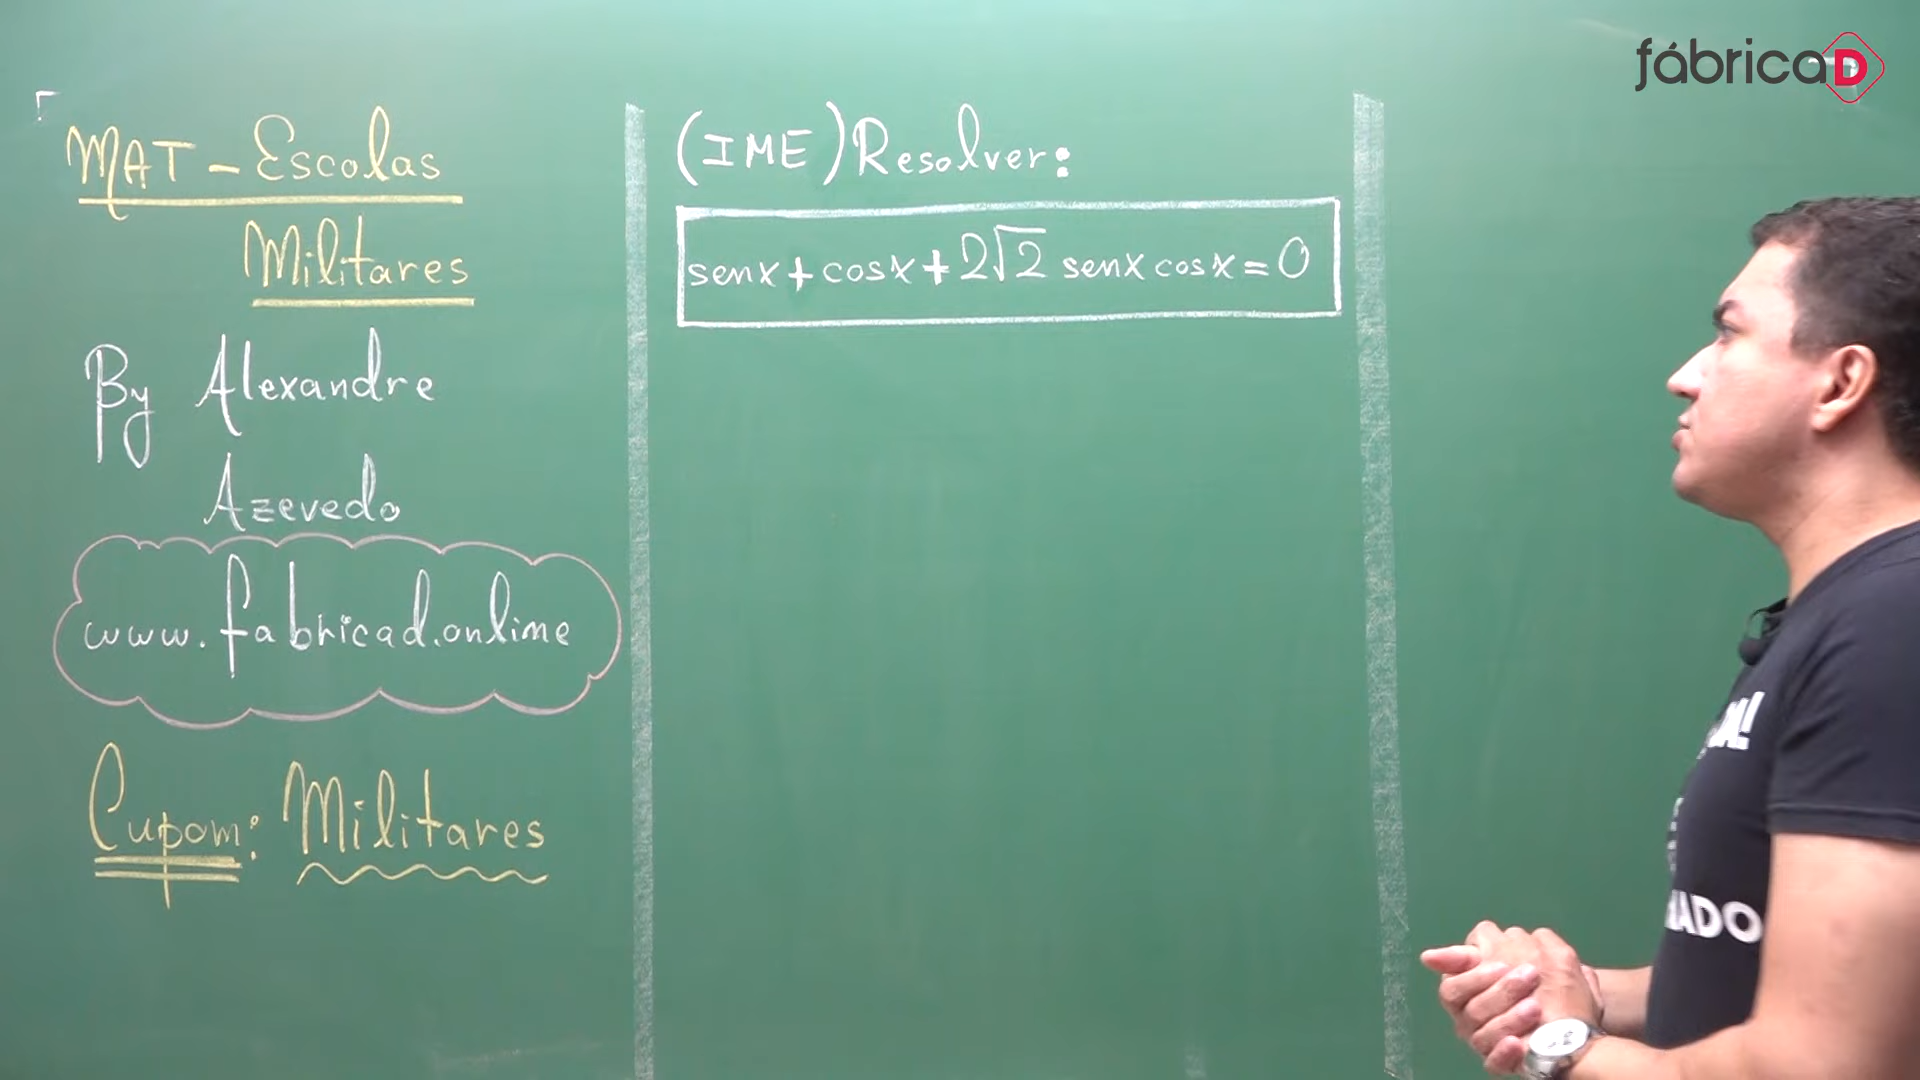 fábricaD
MAT - Escolas
Militares
By Alexandre
Azevedo
www.fabricad.online
Cupom: Militares
(IME) Resolver:
senx + cosx + 2√2 senx cosx = 0
ADO